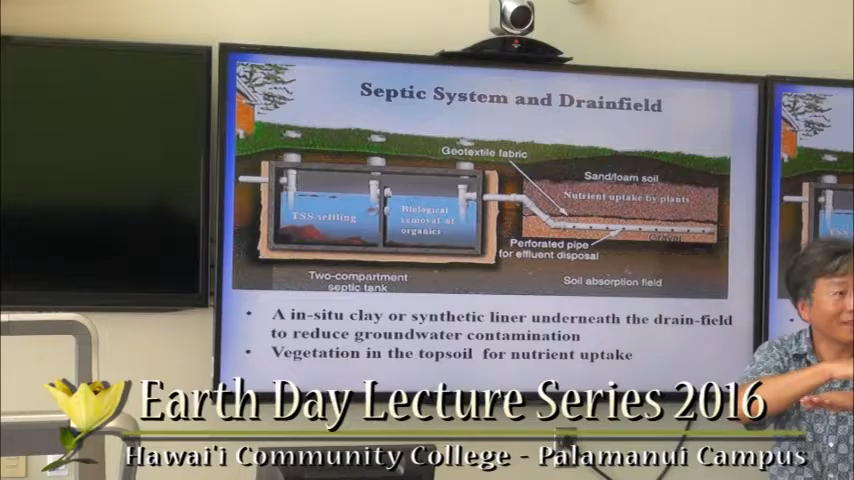 Septic System and Drainfield
Geotextile fabric
Sand/loam soil
Nutrient uptake by plants
TSS settling
Biological
removal of
organics
Gravel
Perforated pipe
for effluent disposal
Two-compartment
septic tank
Soil absorption field
• A in-situ clay or synthetic liner underneath the drain-field
to reduce groundwater contamination
• Vegetation in the topsoil for nutrient uptake
Earth Day Lecture Series 2016
Hawai'i Community College - Palamanui Campus